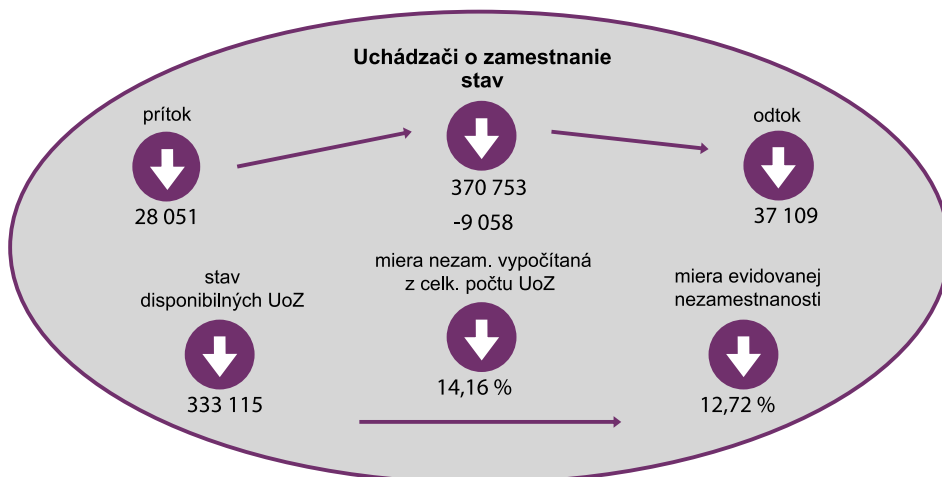 Uchádzači o zamestnanie
stav
prítok
odtok
28 051
370 753
-9 058
37 109
stav
disponibilných UoZ
miera nezam. vypočítaná
z celk. počtu UoZ
miera evidovanej
nezamestnanosti
333 115
14,16 %
12,72 %